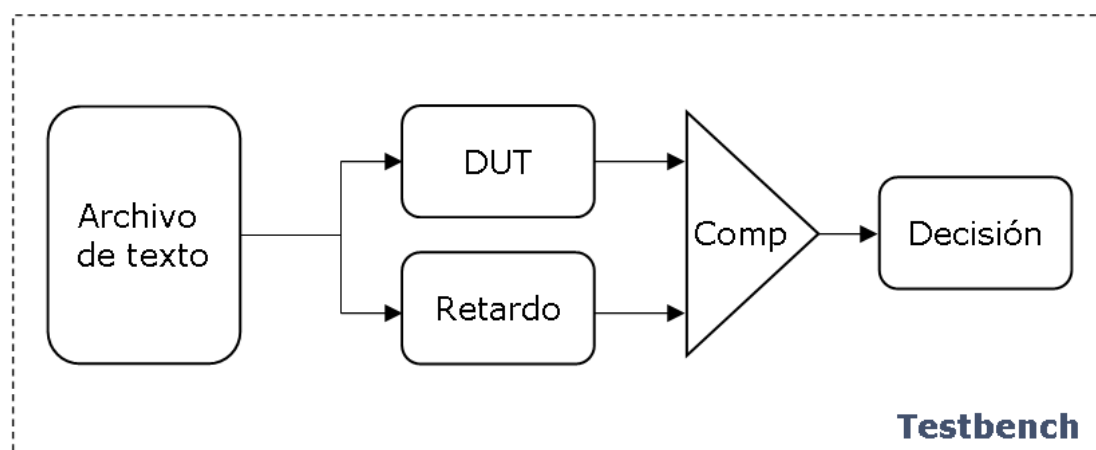 Archivo
de texto
DUT
Retardo
Comp
Decisión
Testbench